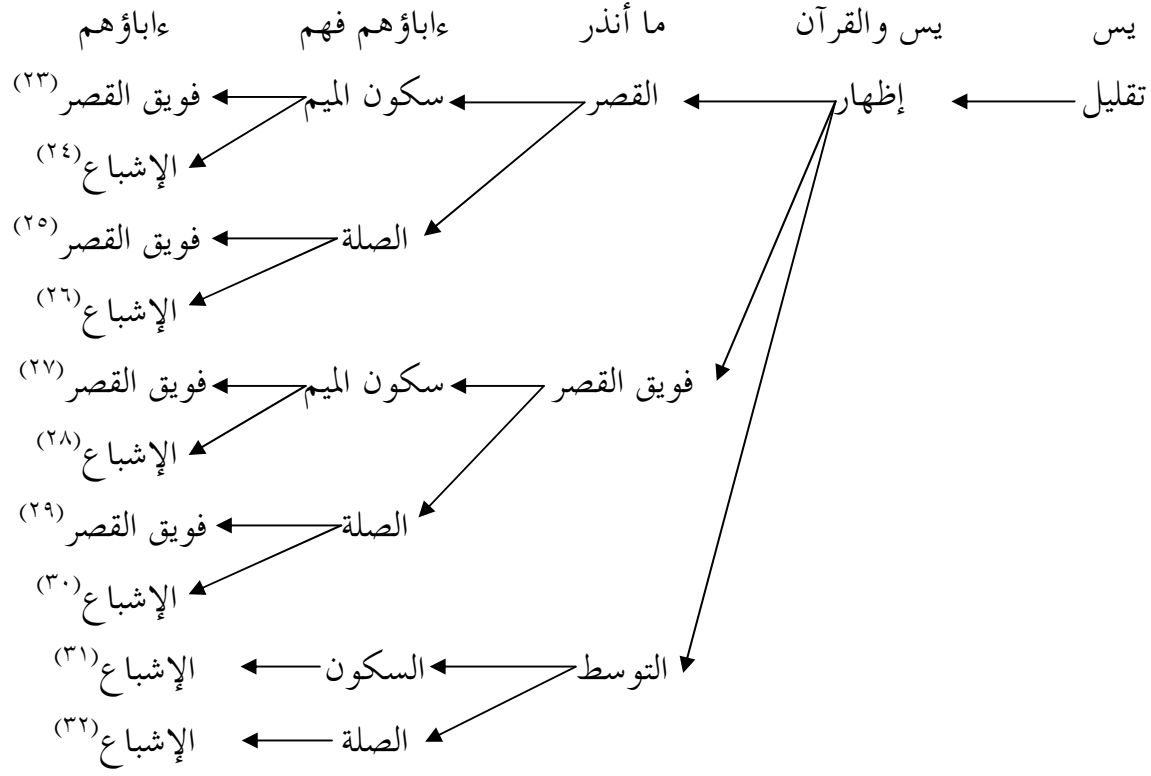 يس يس والقرآن ما أنذر ءاباؤهم فهم ءاباؤهم
تقليل إظهار القصر سكون الميم فويق القصر(٢٣)
الإشباع(٢٤)
الصلة فويق القصر(٢٥)
الإشباع(٢٦)
فويق القصر سكون الميم فويق القصر(٢٧)
الإشباع(٢٨)
الصلة فويق القصر(٢٩)
الإشباع(٣٠)
التوسط السكون الإشباع(٣١)
الصلة الإشباع(٣٢)